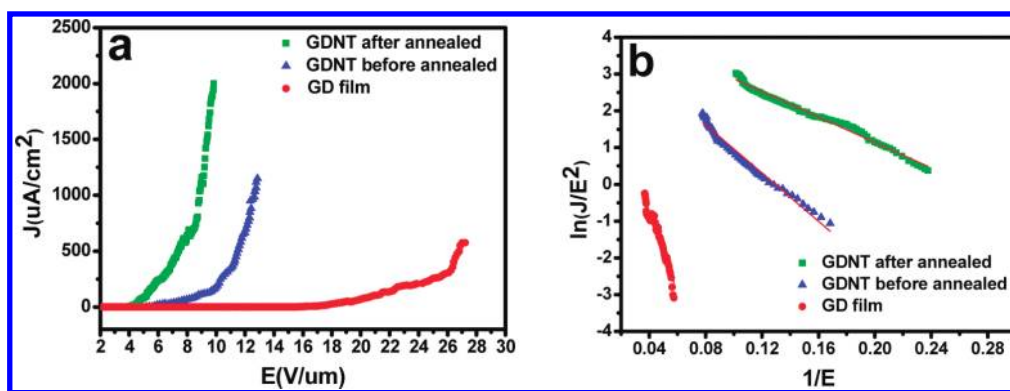 a
GDNT after annealed
GDNT before annealed
GD film
J(uA/cm²)
2500
2000
1500
1000
500
0
2 4 6 8 10 12 14 16 18 20 22 24 26 28 30
E(V/um)
b
ln(J/E²)
4
3
2
1
0
-1
-2
-3
-4
GDNT after annealed
GDNT before annealed
GD film
0.04 0.08 0.12 0.16 0.20 0.24 0.28
1/E